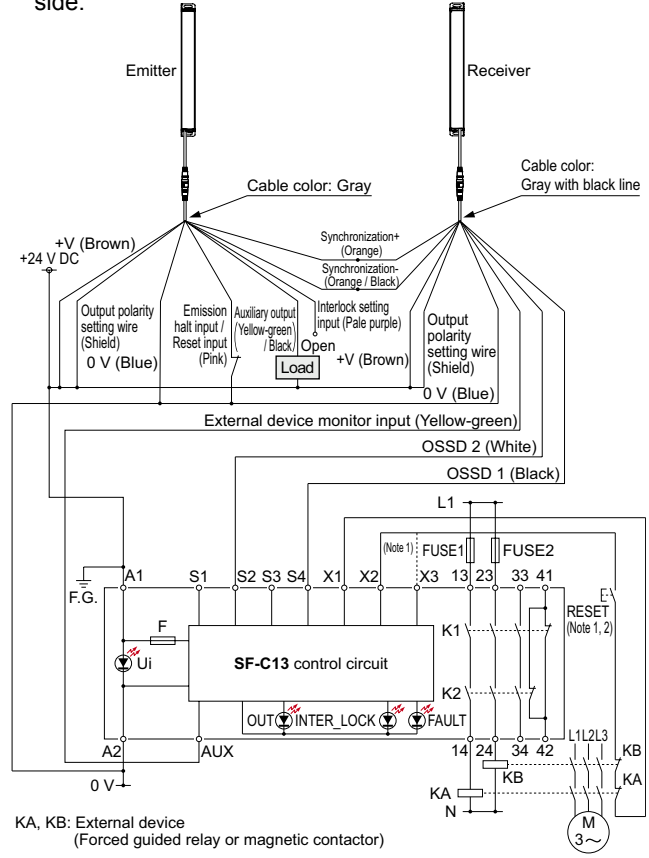 side.
Emitter
Receiver
Cable color: Gray
Cable color:
Gray with black line
+V (Brown)
+24 V DC
Synchronization+
(Orange)
Synchronization-
(Orange / Black)
Output polarity
setting wire
(Shield)
0 V (Blue)
Emission
halt input /
Reset input
(Pink)
Auxiliary output
(Yellow-green
/ Black)
Load
Interlock setting
input (Pale purple)
Open
+V (Brown)
Output
polarity
setting wire
(Shield)
0 V (Blue)
External device monitor input (Yellow-green)
OSSD 2 (White)
OSSD 1 (Black)
L1
(Note 1)
FUSE1
FUSE2
F.G.
A1
S1
S2
S3
S4
X1
X2
X3
13
23
33
41
E
RESET
(Note 1, 2)
F
Ui
SF-C13 control circuit
K1
K2
OUT
INTER_LOCK
FAULT
A2
AUX
14
24
34
42
L1
L2
L3
KB
KA
0 V
KB
KA
N
M
3~
KA, KB: External device
(Forced guided relay or magnetic contactor)